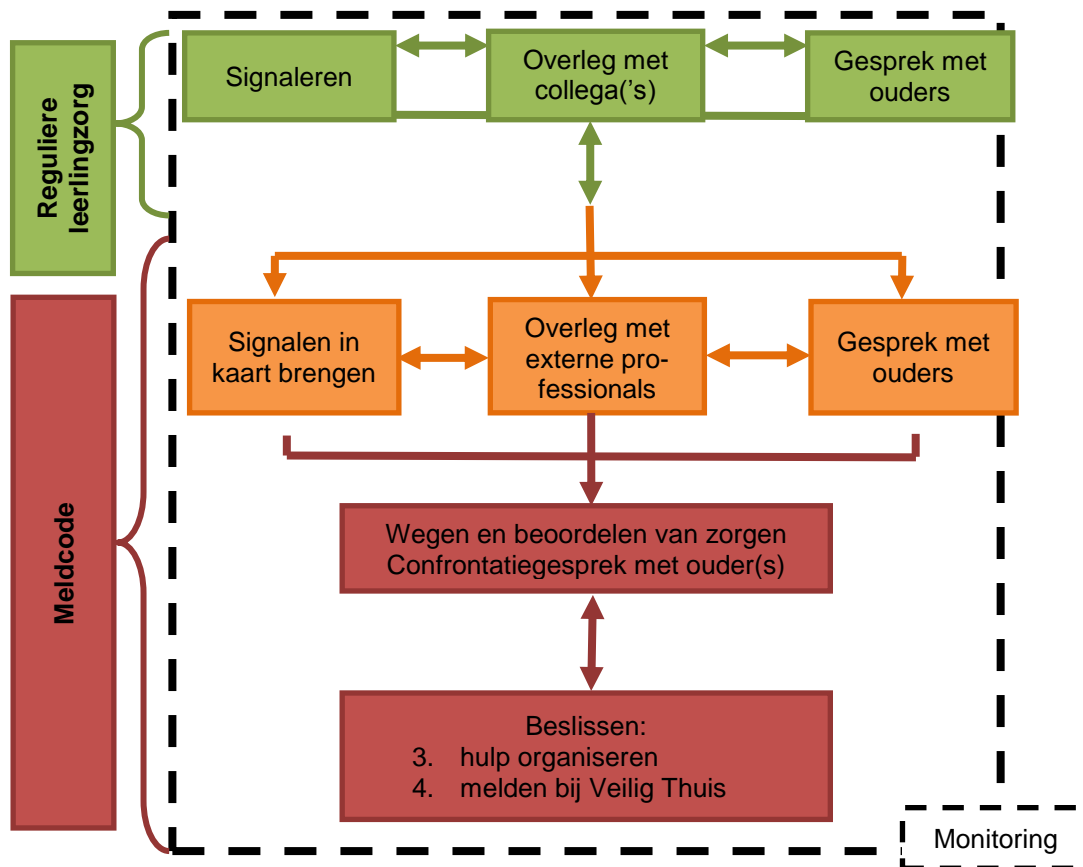 Reguliere
leerlingzorg
Signaleren
Overleg met
collega('s)
Gesprek met
ouders
Meldcode
Signalen in
kaart brengen
Overleg met
externe pro-
fessionals
Gesprek met
ouders
Wegen en beoordelen van zorgen
Confrontatiegesprek met ouder(s)
Beslissen:
3. hulp organiseren
4. melden bij Veilig Thuis
Monitoring